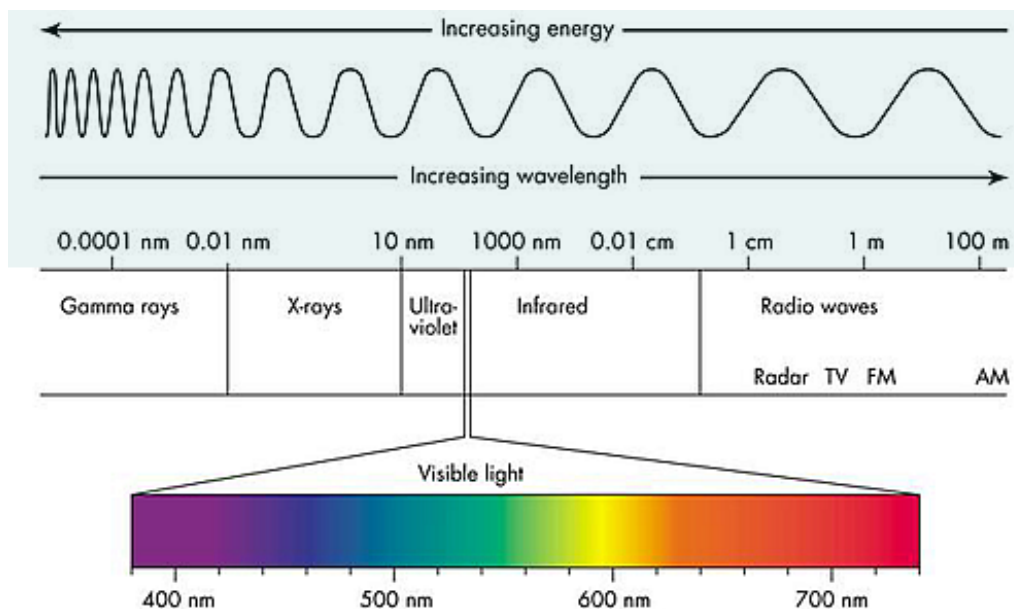 Increasing energy
Increasing wavelength
0.0001 nm 0.01 nm 10 nm 1000 nm 0.01 cm 1 cm 1 m 100 m
Gamma rays X-rays Ultra- Infrared Radio waves
violet
Radar TV FM AM
Visible light
400 nm 500 nm 600 nm 700 nm